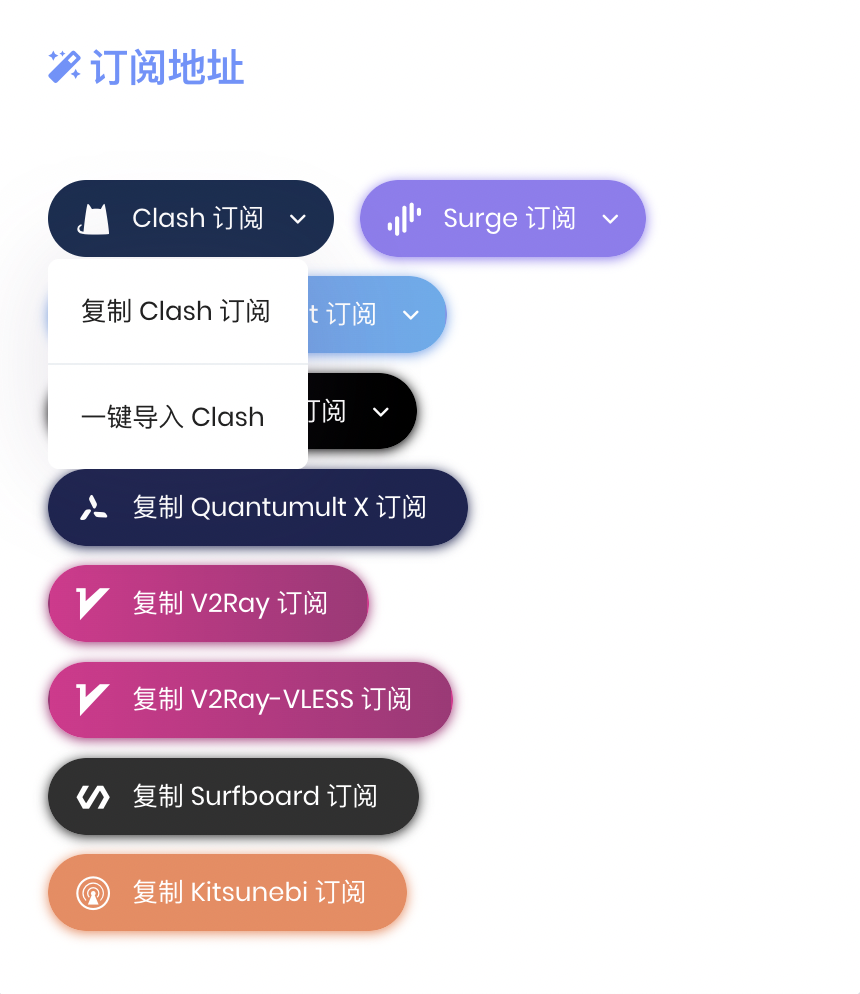 订阅地址
Clash 订阅
Surge 订阅
复制 Clash 订阅
t 订阅
一键导入 Clash
订阅
复制 Quantumult X 订阅
复制 V2Ray 订阅
复制 V2Ray-VLESS 订阅
复制 Surfboard 订阅
复制 Kitsunebi 订阅